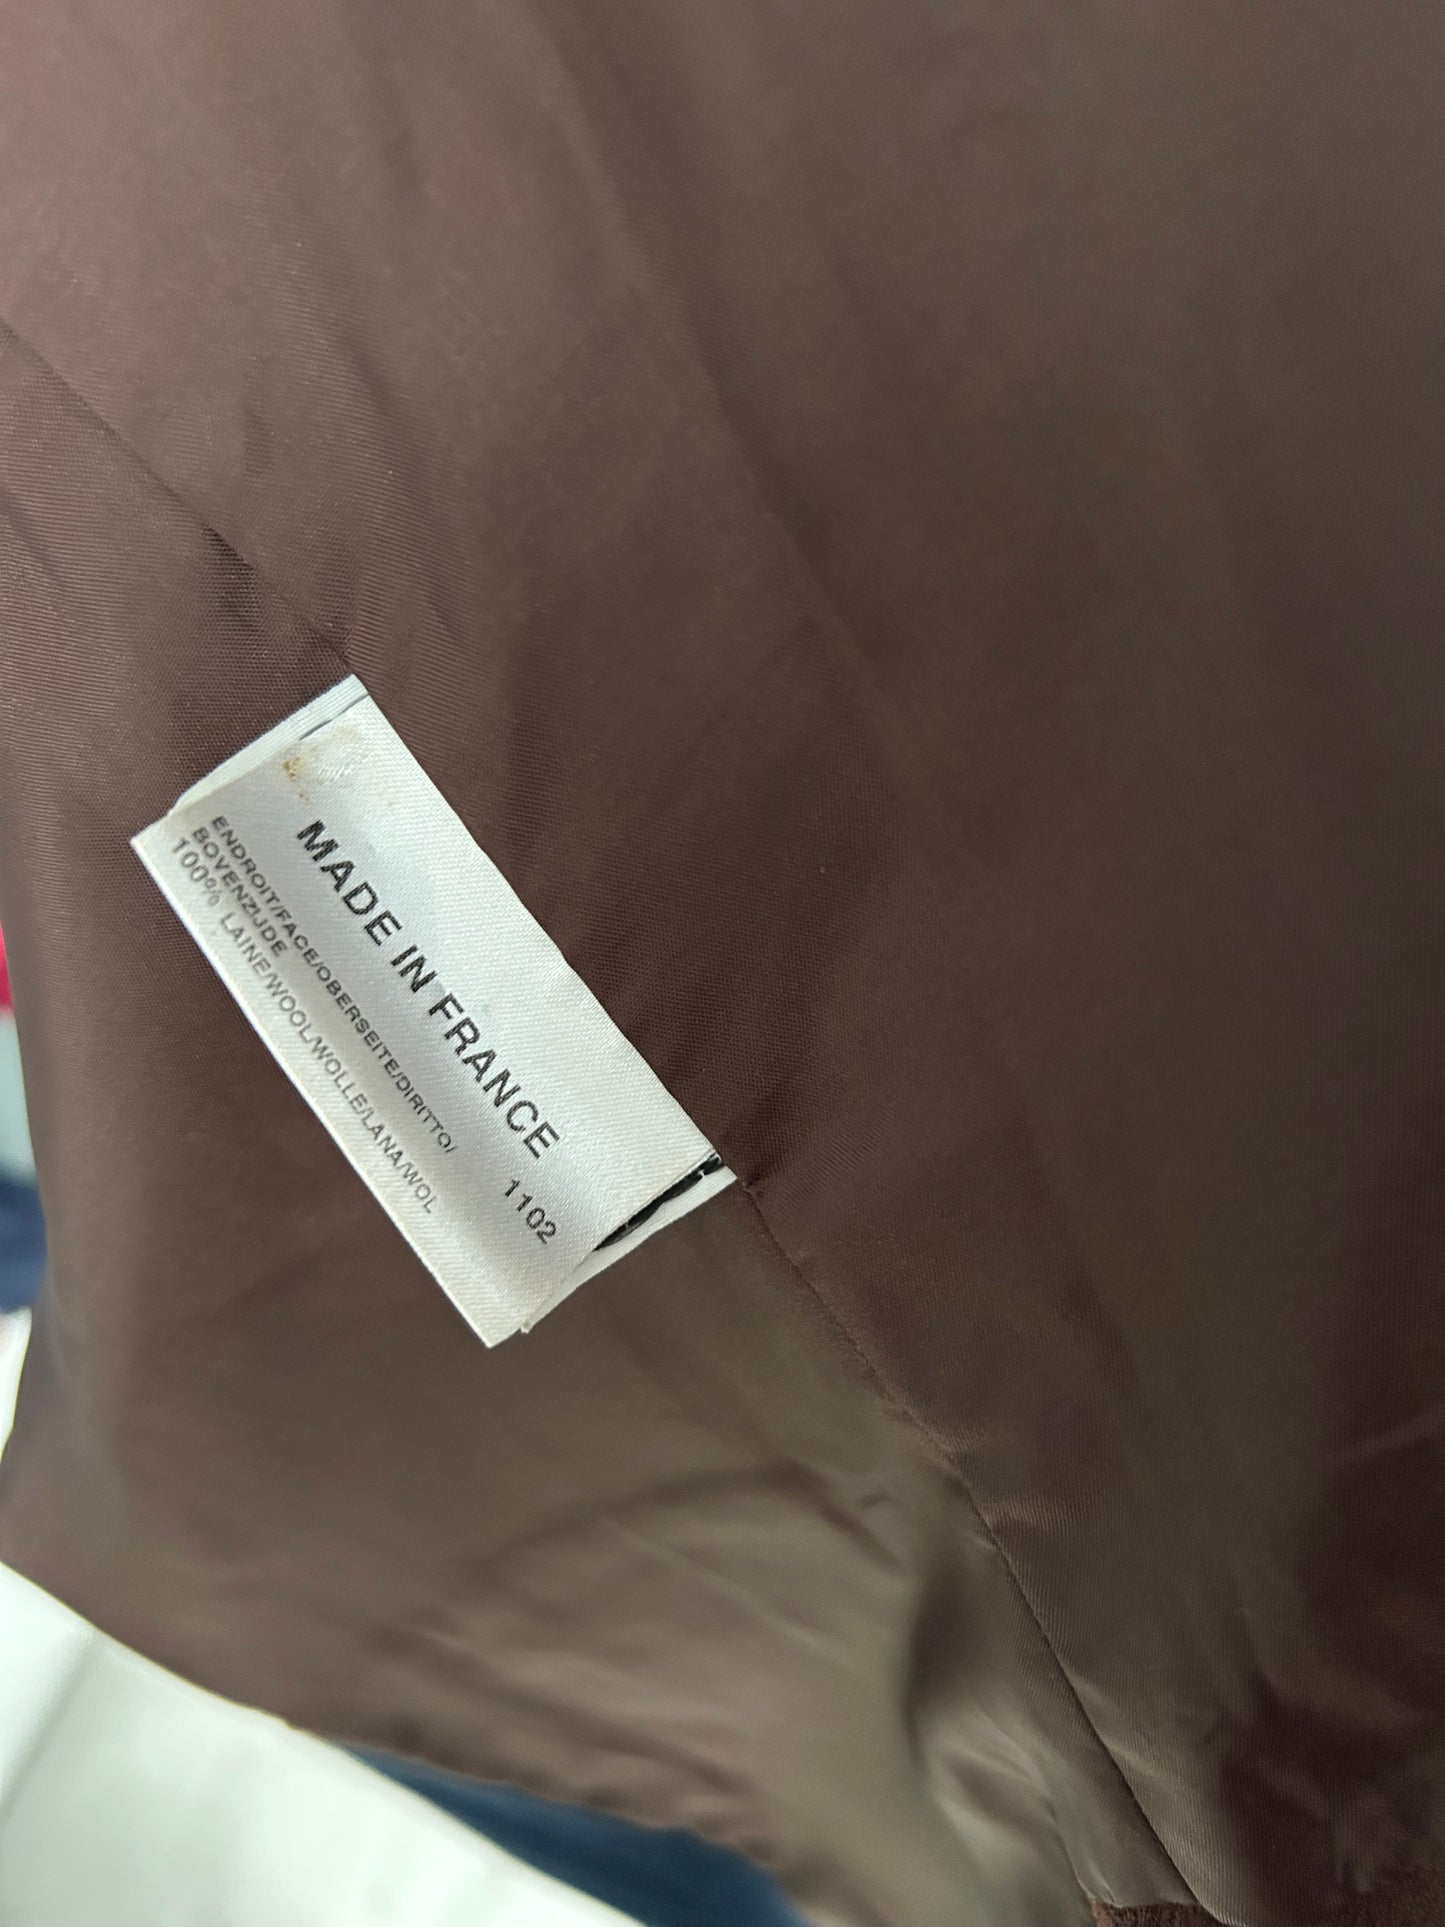 MADE IN FRANCE
1102
ENDROIT/FACE/OBERSEITE/DIRITTO/
BOVENZIJDE
100% LAINE/WOOL/WOLLE/LANA/WOL